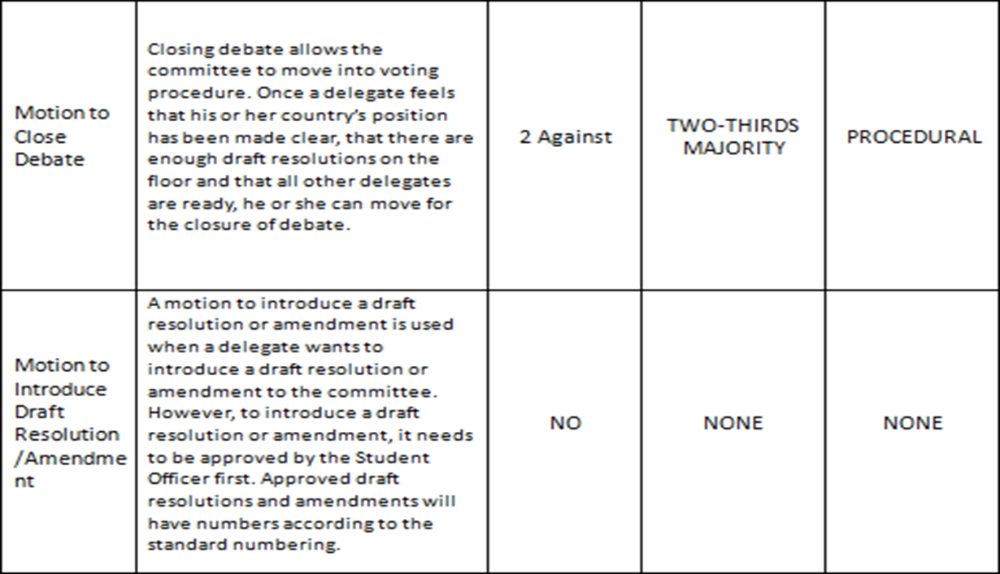 Motion to
Close
Debate
Closing debate allows the
committee to move into voting
procedure. Once a delegate feels
that his or her country's position
has been made clear, that there are
enough draft resolutions on the
floor and that all other delegates
are ready, he or she can move for
the closure of debate.
2 Against
TWO-THIRDS
MAJORITY
PROCEDURAL
Motion to
Introduce
Draft
Resolution
/Amendme
nt
A motion to introduce a draft
resolution or amendment is used
when a delegate wants to
introduce a draft resolution or
amendment to the committee.
However, to introduce a draft
resolution or amendment, it needs
to be approved by the Student
Officer first. Approved draft
resolutions and amendments will
have numbers according to the
standard numbering.
NO
NONE
NONE